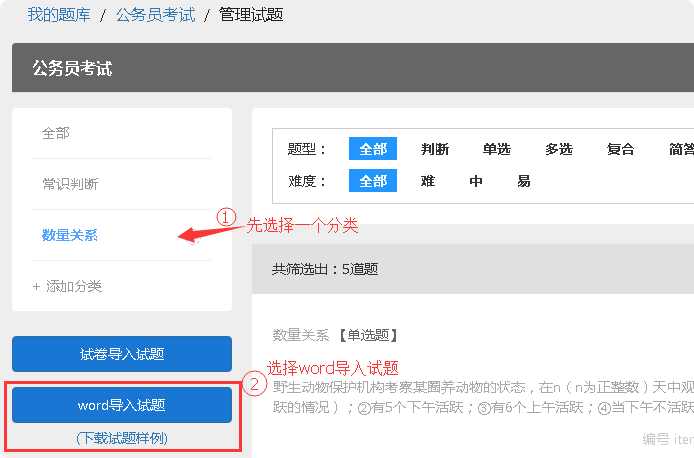 我的题库 / 公务员考试 / 管理试题
公务员考试
全部
常识判断
数量关系
+ 添加分类
试卷导入试题
word导入试题
(下载试题样例)
题型： 全部 判断 单选 多选 复合 简答
难度： 全部 难 中 易
① 先选择一个分类
共筛选出：5道题
数量关系 【单选题】
② 选择word导入试题
野生动物保护机构考察某圈养动物的状态，在n（n为正整数）天中观
跃的情况）；②有5个下午活跃；③有6个上午活跃；④当下午不活跃
编号 iter